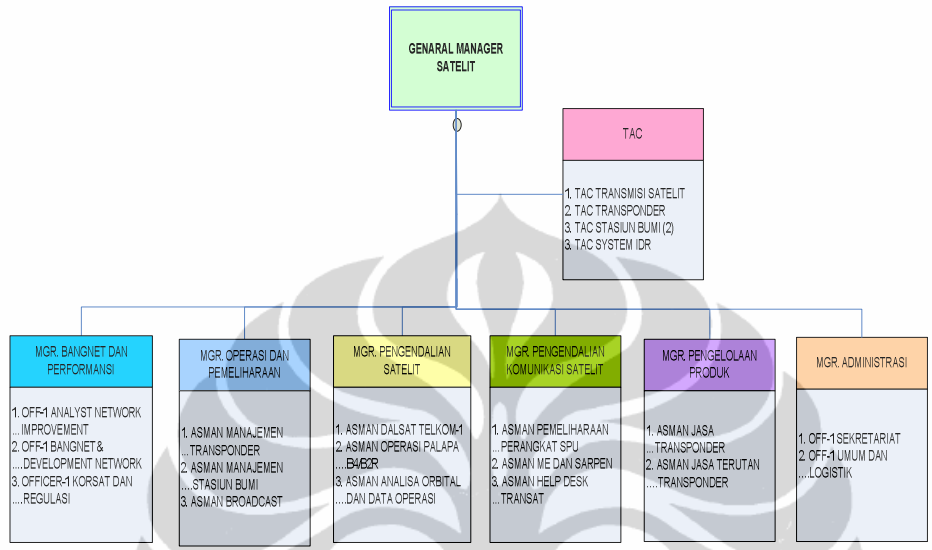 GENARAL MANAGER
SATELIT
TAC
1. TAC TRANSMISI SATELIT
2. TAC TRANSPONDER
3. TAC STASIUN BUMI (2)
3. TAC SYSTEM IDR
MGR. BANGNET DAN
PERFORMANSI
1. OFF-1 ANALYST NETWORK
...IMPROVEMENT
2. OFF-1 BANGNET &
....DEVELOPMENT NETWORK
3. OFFICER-1 KORSAT DAN
....REGULASI
MGR. OPERASI DAN
PEMELIHARAAN
1. ASMAN MANAJEMEN
...TRANSPONDER
2. ASMAN MANAJEMEN
....STASIUN BUMI
3. ASMAN BROADCAST
MGR. PENGENDALIAN
SATELIT
1. ASMAN DALSAT TELKOM-1
2. ASMAN OPERASI PALAPA
....B4/B2R
3. ASMAN ANALISA ORBITAL
....DAN DATA OPERASI
MGR. PENGENDALIAN
KOMUNIKASI SATELIT
1. ASMAN PEMELIHARAAN
...PERANGKAT SPU
2. ASMAN ME DAN SARPEN
3. ASMAN HELP DESK
...TRANSAT
MGR. PENGELOLAAN
PRODUK
1. ASMAN JASA
...TRANSPONDER
2. ASMAN JASA TERUTAN
....TRANSPONDER
MGR. ADMINISTRASI
1. OFF-1 SEKRETARIAT
2. OFF-1 UMUM DAN
....LOGISTIK